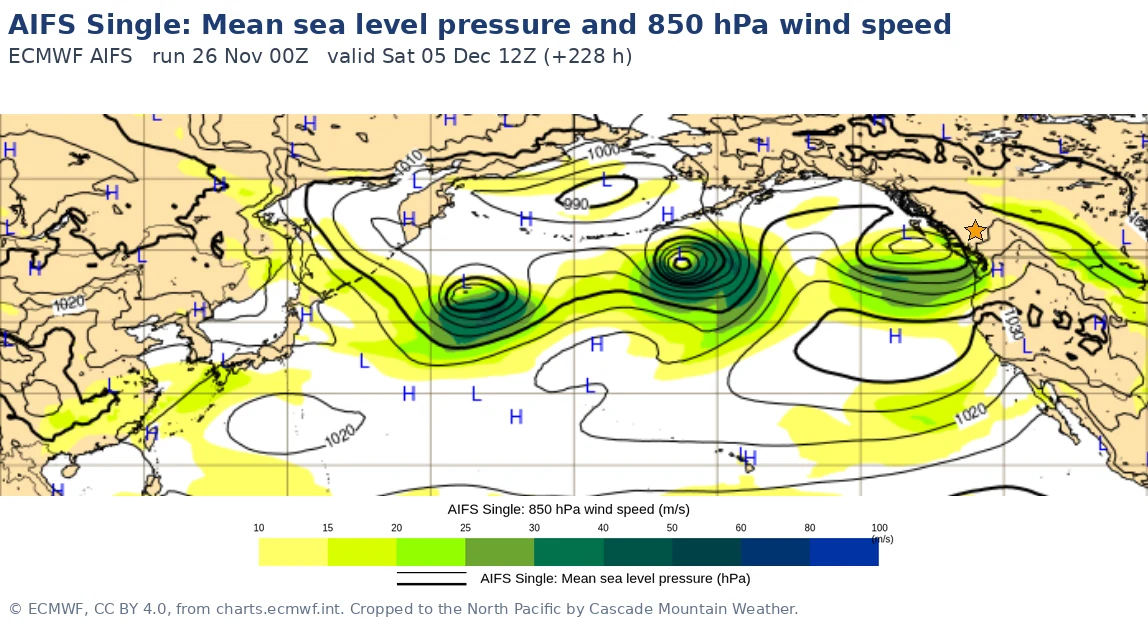 AIFS Single: Mean sea level pressure and 850 hPa wind speed
ECMWF AIFS run 26 Nov 00Z valid Sat 05 Dec 12Z (+228 h)
L H H L H L H L
H L H L H L L H
L H H H L L
H L L L H
1010 1000 990
1020 H H L H H 1030 H
L L H L L
L H L L H
H H 1020 1020
H L H L
H
AIFS Single: 850 hPa wind speed (m/s)
10 15 20 25 30 40 50 60 80 100
(m/s)
AIFS Single: Mean sea level pressure (hPa)
© ECMWF, CC BY 4.0, from charts.ecmwf.int. Cropped to the North Pacific by Cascade Mountain Weather.